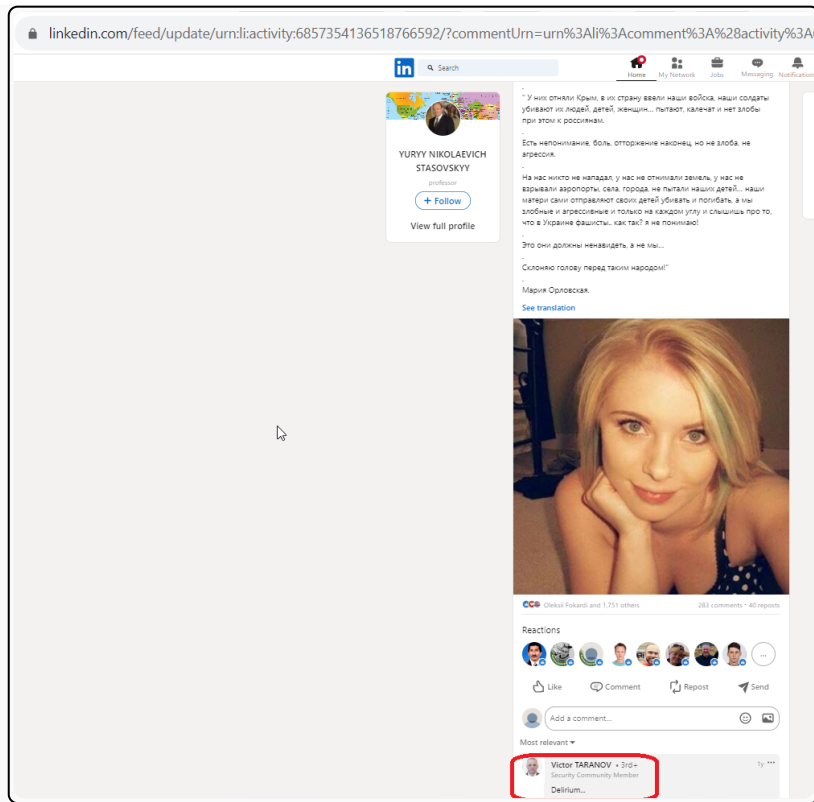 linkedin.com/feed/update/urn:li:activity:6857354136518766592/?commentUrn=urn%3Ali%3Acomment%3A%28activity%3A
in
Search
Home
My Network
Jobs
Messaging
Notification
YURYY NIKOLAEVICH
STASOVSKYY
professor
+ Follow
View full profile
.
" У них отняли Крым, в их страну ввели наши войска, наши солдаты
убивают их людей, детей, женщин... пытают, калечат и нет злобы
при этом к россиянам.
.
Есть непонимание, боль, отторжение наконец, но не злоба, не
агрессия.
.
На нас никто не нападал, у нас не отнимали земель, у нас не
взрывали аэропорты, села, города, не пытали наших детей... наши
матери сами отправляют своих детей убивать и погибать, а мы
злобные и агрессивные и только на каждом углу и слышишь про то,
что в Украине фашисты.. как так? я не понимаю!
.
Это они должны ненавидеть, а не мы...
.
Склоняю голову перед таким народом!"
.
Мария Орловская.
See translation
Oleksii Fokardi and 1,751 others
283 comments • 40 reposts
Reactions
...
Like
Comment
Repost
Send
Add a comment...
Most relevant
Victor TARANOV • 3rd+
1y ...
Security Community Member
Delirium...